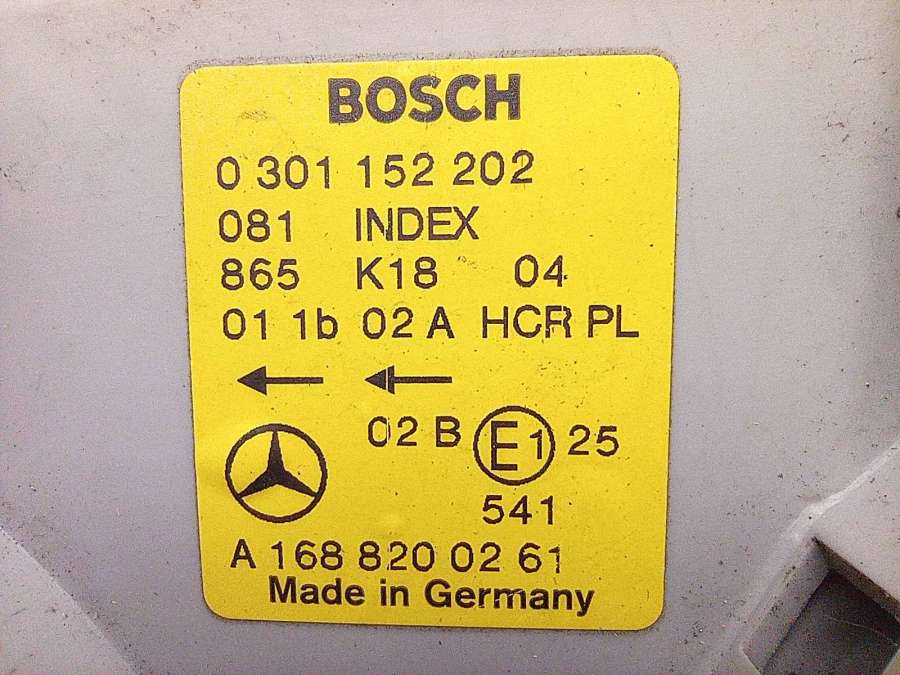 BOSCH
0 301 152 202
081 INDEX
865 K18 04
01 1b 02 A HCR PL
02 B E1 25
541
A 168 820 02 61
Made in Germany